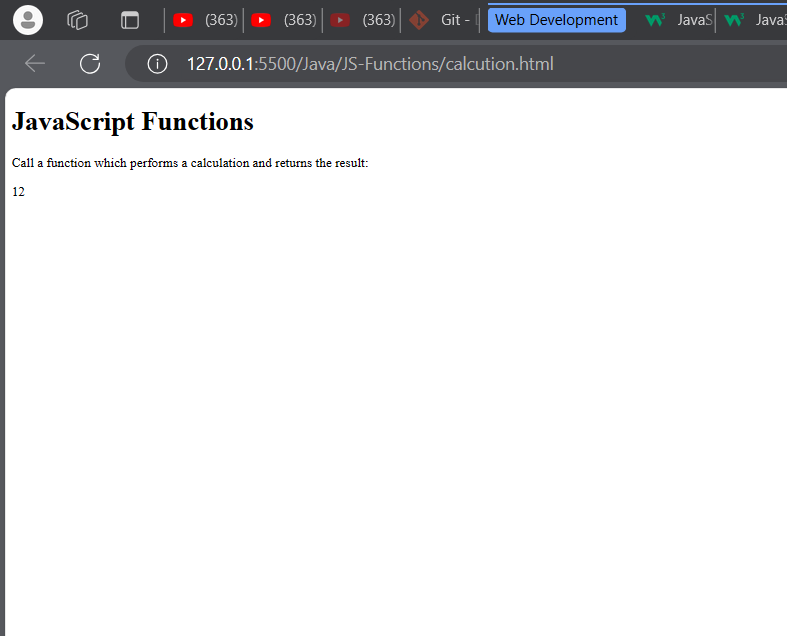 (363) (363) (363) Git - Web Development JavaS Java
127.0.0.1:5500/Java/JS-Functions/calcution.html
JavaScript Functions
Call a function which performs a calculation and returns the result:
12